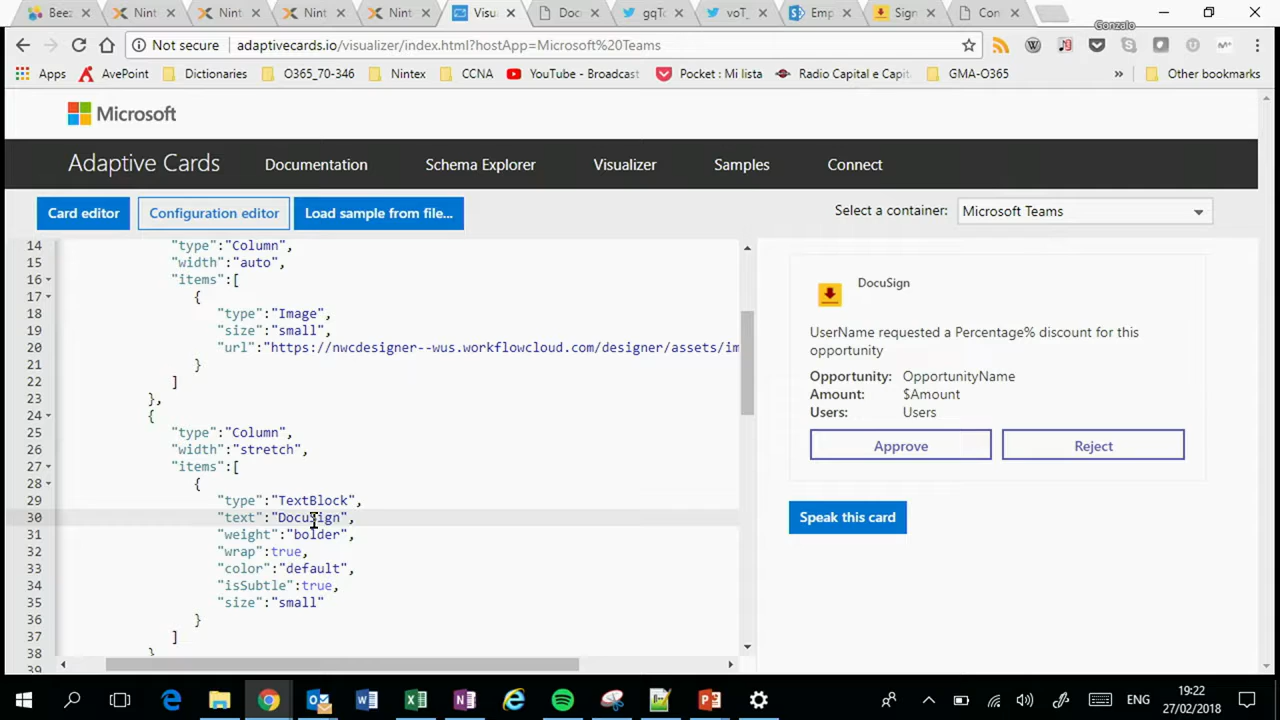 Bee
Nint
Nint
Nint
Nint
Visu
Doc
gqTo
voT_
Emp
Sign
Con
Gonzalo
Not secure
adaptivecards.io/visualizer/index.html?hostApp=Microsoft%20Teams
Apps
AvePoint
Dictionaries
O365_70-346
Nintex
CCNA
YouTube - Broadcast
Pocket : Mi lista
Radio Capital e Capit
GMA-O365
»
Other bookmarks
Microsoft
Adaptive Cards
Documentation
Schema Explorer
Visualizer
Samples
Connect
Card editor
Configuration editor
Load sample from file...
Select a container:
Microsoft Teams
14 "type":"Column",
15 "width":"auto",
16 "items":[
17 {
18 "type":"Image",
19 "size":"small",
20 "url":"https://nwcdesigner--wus.workflowcloud.com/designer/assets/im
21 }
22 ]
23 },
24 {
25 "type":"Column",
26 "width":"stretch",
27 "items":[
28 {
29 "type":"TextBlock",
30 "text":"DocuSign",
31 "weight":"bolder",
32 "wrap":true,
33 "color":"default",
34 "isSubtle":true,
35 "size":"small"
36 }
37 ]
38 }
39
DocuSign
UserName requested a Percentage% discount for this
opportunity
Opportunity: OpportunityName
Amount: $Amount
Users: Users
Approve
Reject
Speak this card
ENG
19:22
27/02/2018